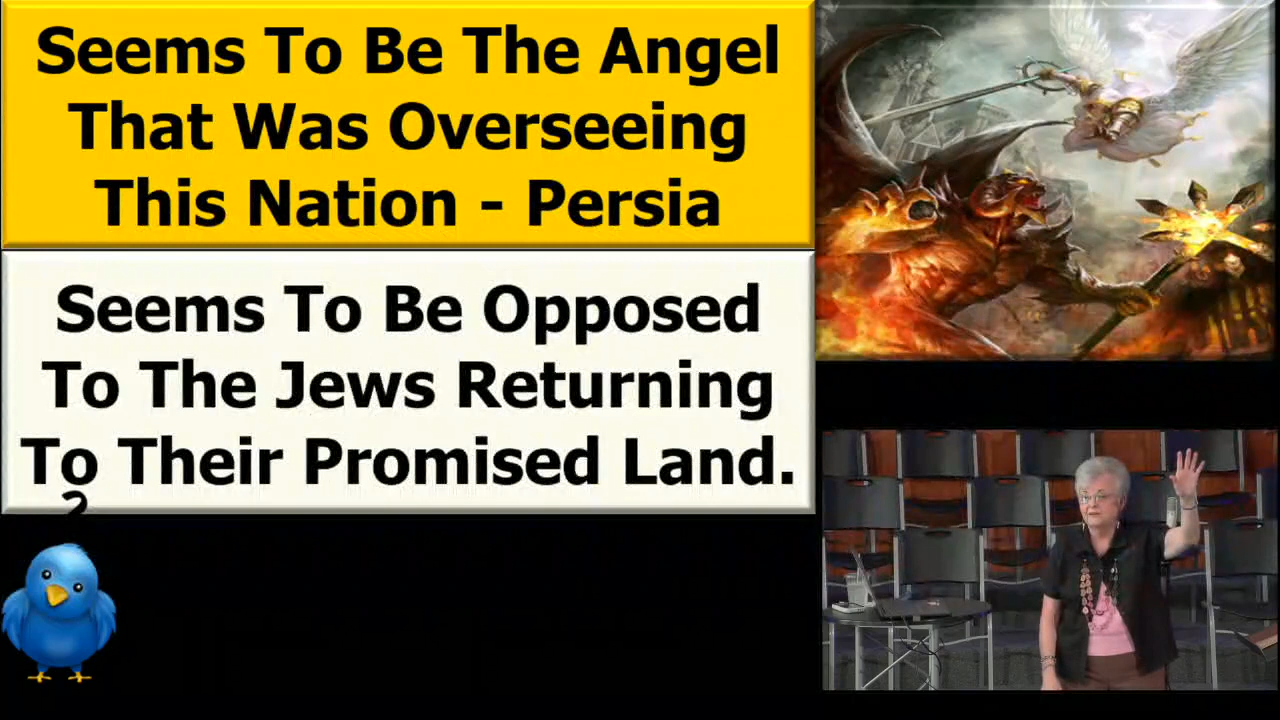 Seems To Be The Angel
That Was Overseeing
This Nation - Persia
Seems To Be Opposed
To The Jews Returning
To Their Promised Land.
?